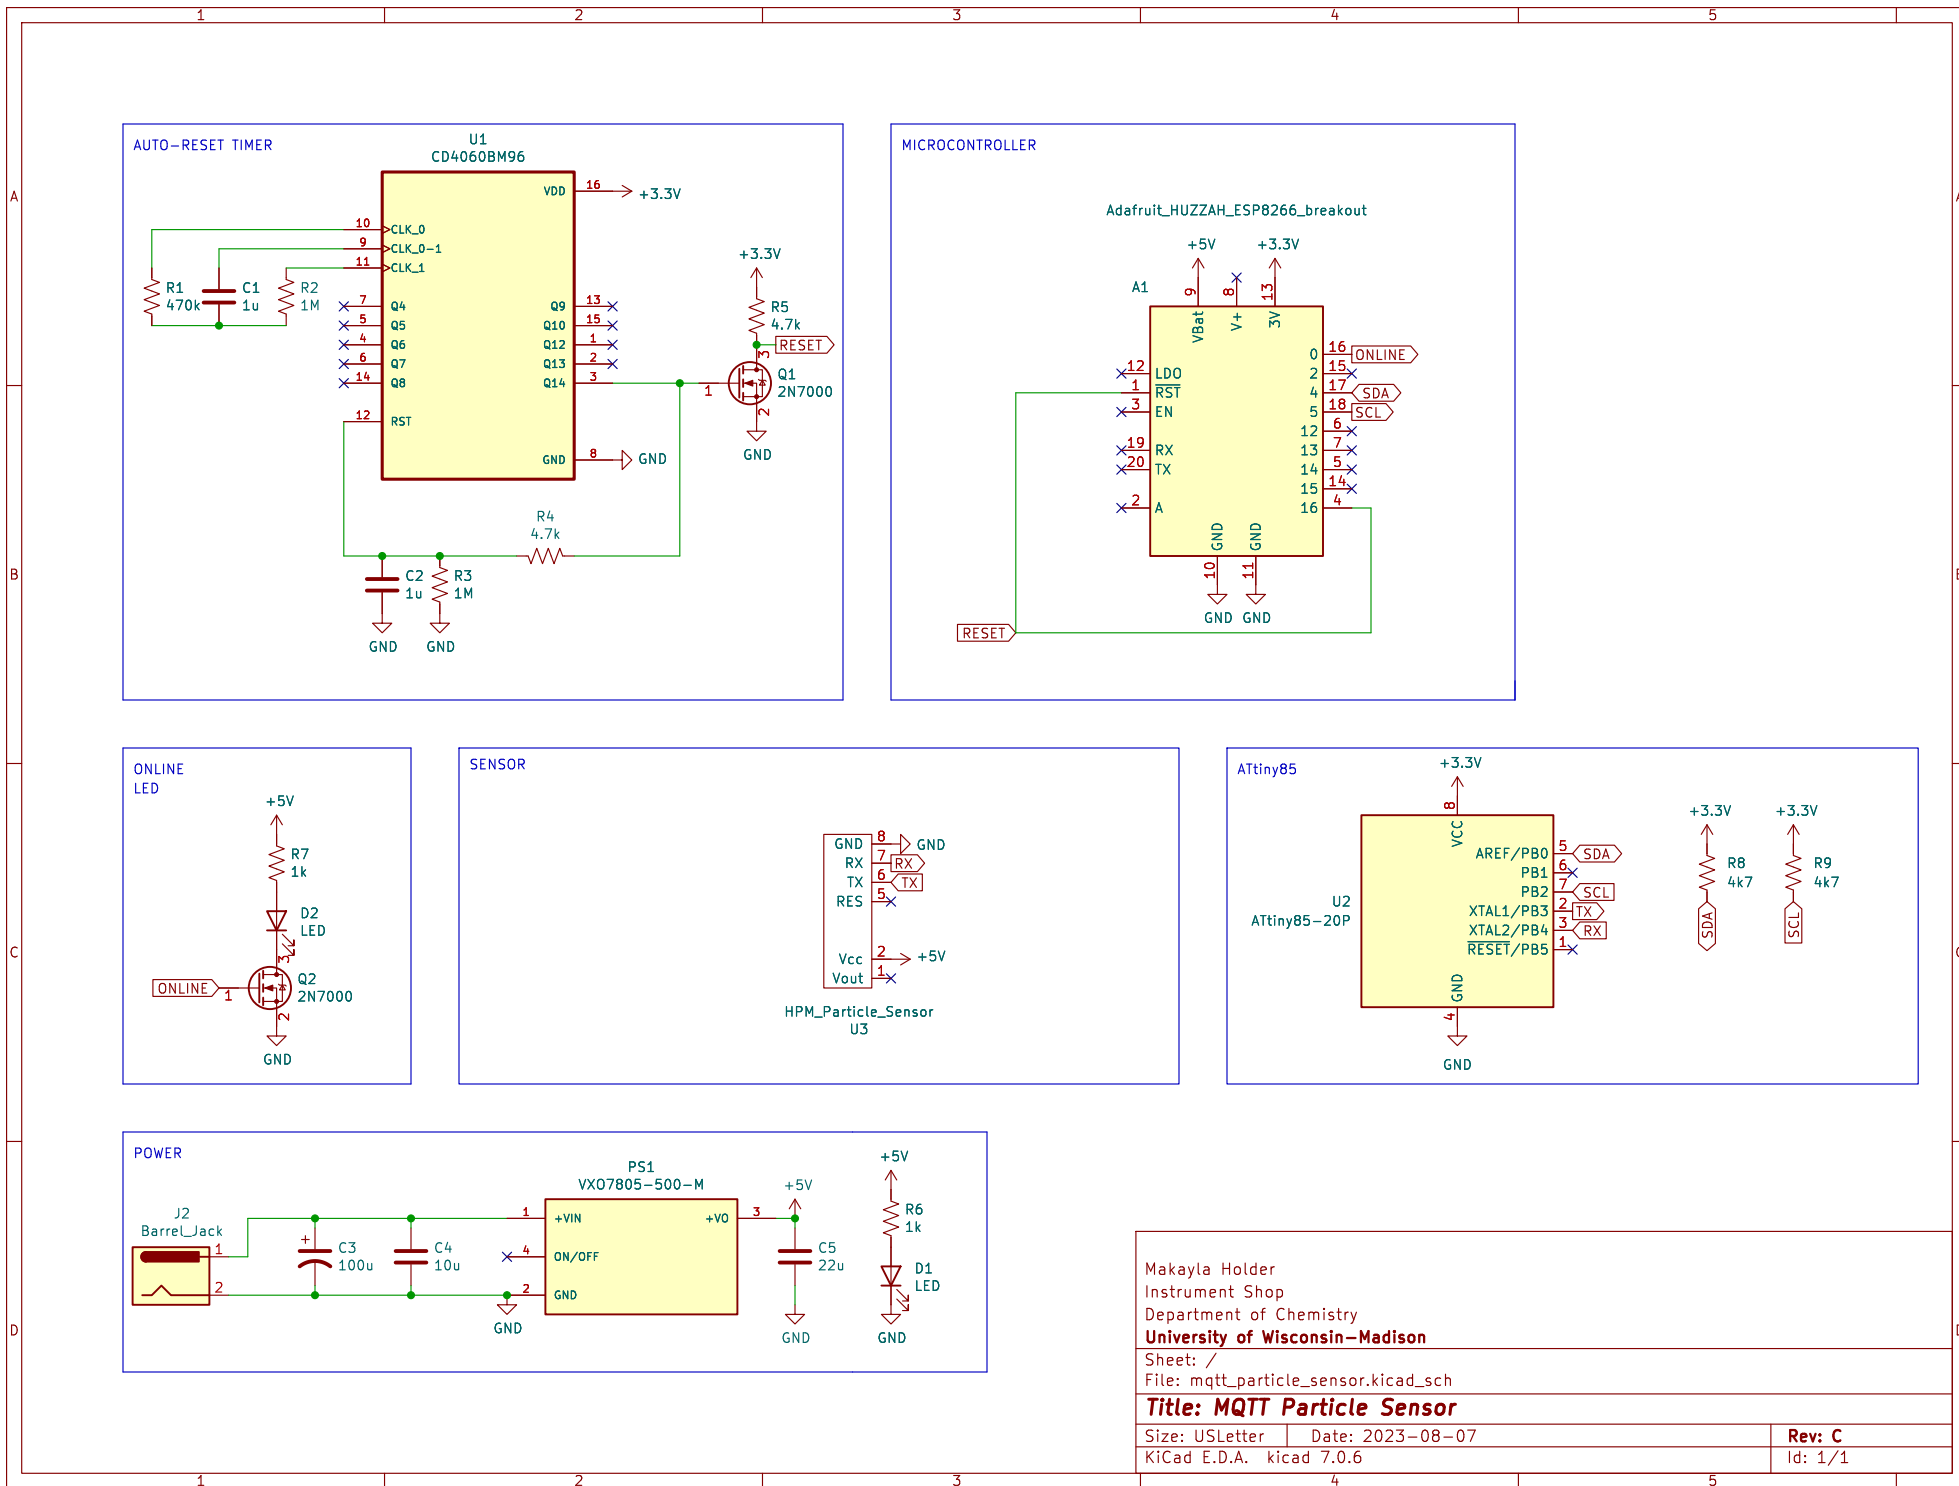 1 2 3 4 5
A
B
C
D
AUTO-RESET TIMER
U1
CD4060BM96
VDD 16 +3.3V
10 CLK_0
9 CLK_0-1
11 CLK_1
R1
470k
C1
1u
R2
1M
7 Q4
5 Q5
4 Q6
6 Q7
14 Q8
12 RST
Q9 13
Q10 15
Q12 1
Q13 2
Q14 3
GND 8 GND
+3.3V
R5
4.7k
RESET
3
Q1
2N7000
1
2
GND
R4
4.7k
C2
1u
R3
1M
GND GND
MICROCONTROLLER
Adafruit_HUZZAH_ESP8266_breakout
+5V +3.3V
A1
9 8 13
VBat V+ 3V
12 LDO
1 RST
3 EN
19 RX
20 TX
2 A
0 16 ONLINE
2 15
4 17 SDA
5 18 SCL
12 6
13 7
14 5
15 14
16 4
GND GND
10 11
GND GND
RESET
ONLINE
LED
+5V
R7
1k
D2
LED
3
Q2
2N7000
ONLINE
1
2
GND
SENSOR
GND 8 GND
RX 7 RX
TX 6 TX
RES 5
Vcc 2 +5V
Vout 1
HPM_Particle_Sensor
U3
ATtiny85
+3.3V
8
VCC
U2
ATtiny85-20P
AREF/PB0 5 SDA
PB1 6
PB2 7 SCL
XTAL1/PB3 2 TX
XTAL2/PB4 3 RX
RESET/PB5 1
GND
4
GND
+3.3V +3.3V
R8
4k7
R9
4k7
SDA
SCL
POWER
J2
Barrel_Jack
1
2
+
C3
100u
C4
10u
PS1
VXO7805-500-M
1 +VIN
4 ON/OFF
2 GND
+VO 3
GND
+5V
C5
22u
GND
+5V
R6
1k
D1
LED
GND
Makayla Holder
Instrument Shop
Department of Chemistry
University of Wisconsin-Madison
Sheet: /
File: mqtt_particle_sensor.kicad_sch
Title: MQTT Particle Sensor
Size: USLetter Date: 2023-08-07 Rev: C
KiCad E.D.A. kicad 7.0.6 Id: 1/1
1 2 3 4 5